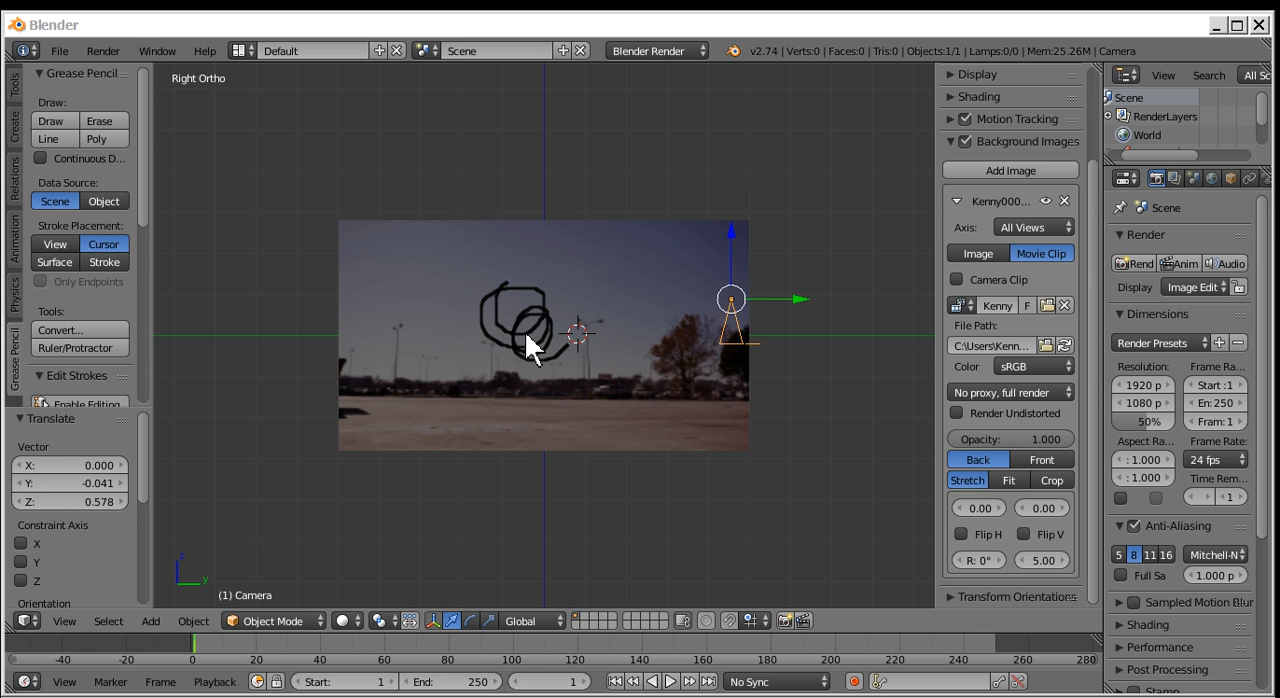 Blender
File Render Window Help Default Scene Blender Render v2.74 | Verts:0 | Faces:0 | Tris:0 | Objects:1/1 | Lamps:0/0 | Mem:25.26M | Camera
Tools
Create
Relations
Animation
Physics
Grease Pencil
Grease Pencil
Draw:
Draw Erase
Line Poly
Continuous D...
Data Source:
Scene Object
Stroke Placement:
View Cursor
Surface Stroke
Only Endpoints
Tools:
Convert...
Ruler/Protractor
Edit Strokes
Enable Editing
Translate
Vector
X: 0.000
Y: -0.041
Z: 0.578
Constraint Axis
X
Y
Z
Orientation
Right Ortho
z
y
(1) Camera
Display
Shading
Motion Tracking
Background Images
Add Image
Kenny000...
Axis: All Views
Image Movie Clip
Camera Clip
Kenny F
File Path:
C:\Users\Kenn...
Color sRGB
No proxy, full render
Render Undistorted
Opacity: 1.000
Back Front
Stretch Fit Crop
0.00 0.00
Flip H Flip V
R: 0° 5.00
Transform Orientations
View Search All Sc
Scene
RenderLayers
World
Scene
Render
Rend Anim Audio
Display Image Edit
Dimensions
Render Presets
Resolution: Frame Ra...
1920 p Start :1
1080 p En: 250
50% Fram: 1
Aspect Ra... Frame Rate:
: 1.000 24 fps
: 1.000 Time Rem...
1
Anti-Aliasing
5 8 11 16 Mitchell-N
Full Sa 1.000 p
Sampled Motion Blur
Shading
Performance
Post Processing
Stamp
View Select Add Object Object Mode Global
-40 -20 0 20 40 60 80 100 120 140 160 180 200 220 240 260 280
View Marker Frame Playback Start: 1 End: 250 1 No Sync